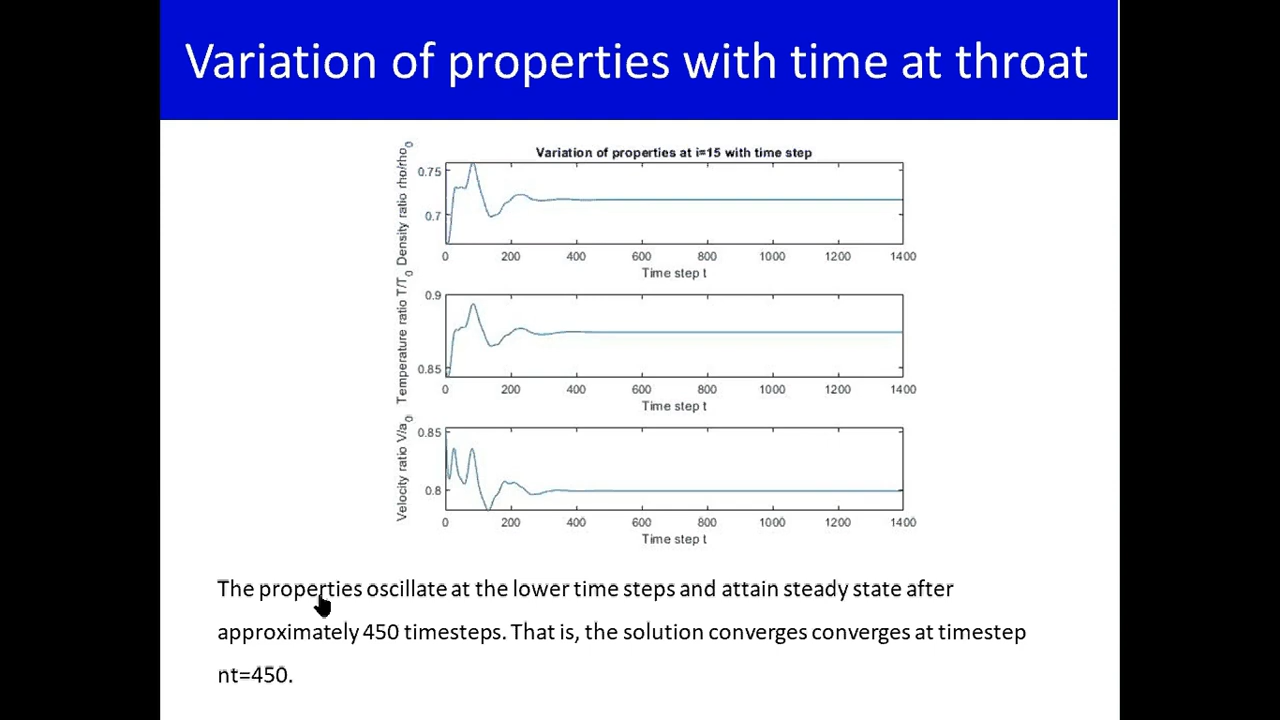 Variation of properties with time at throat
Variation of properties at i=15 with time step
Density ratio rho/rho0
0.75
0.7
0 200 400 600 800 1000 1200 1400
Time step t
Temperature ratio T/T0
0.9
0.85
0 200 400 600 800 1000 1200 1400
Time step t
Velocity ratio V/a0
0.85
0.8
0 200 400 600 800 1000 1200 1400
Time step t
The properties oscillate at the lower time steps and attain steady state after
approximately 450 timesteps. That is, the solution converges converges at timestep
nt=450.